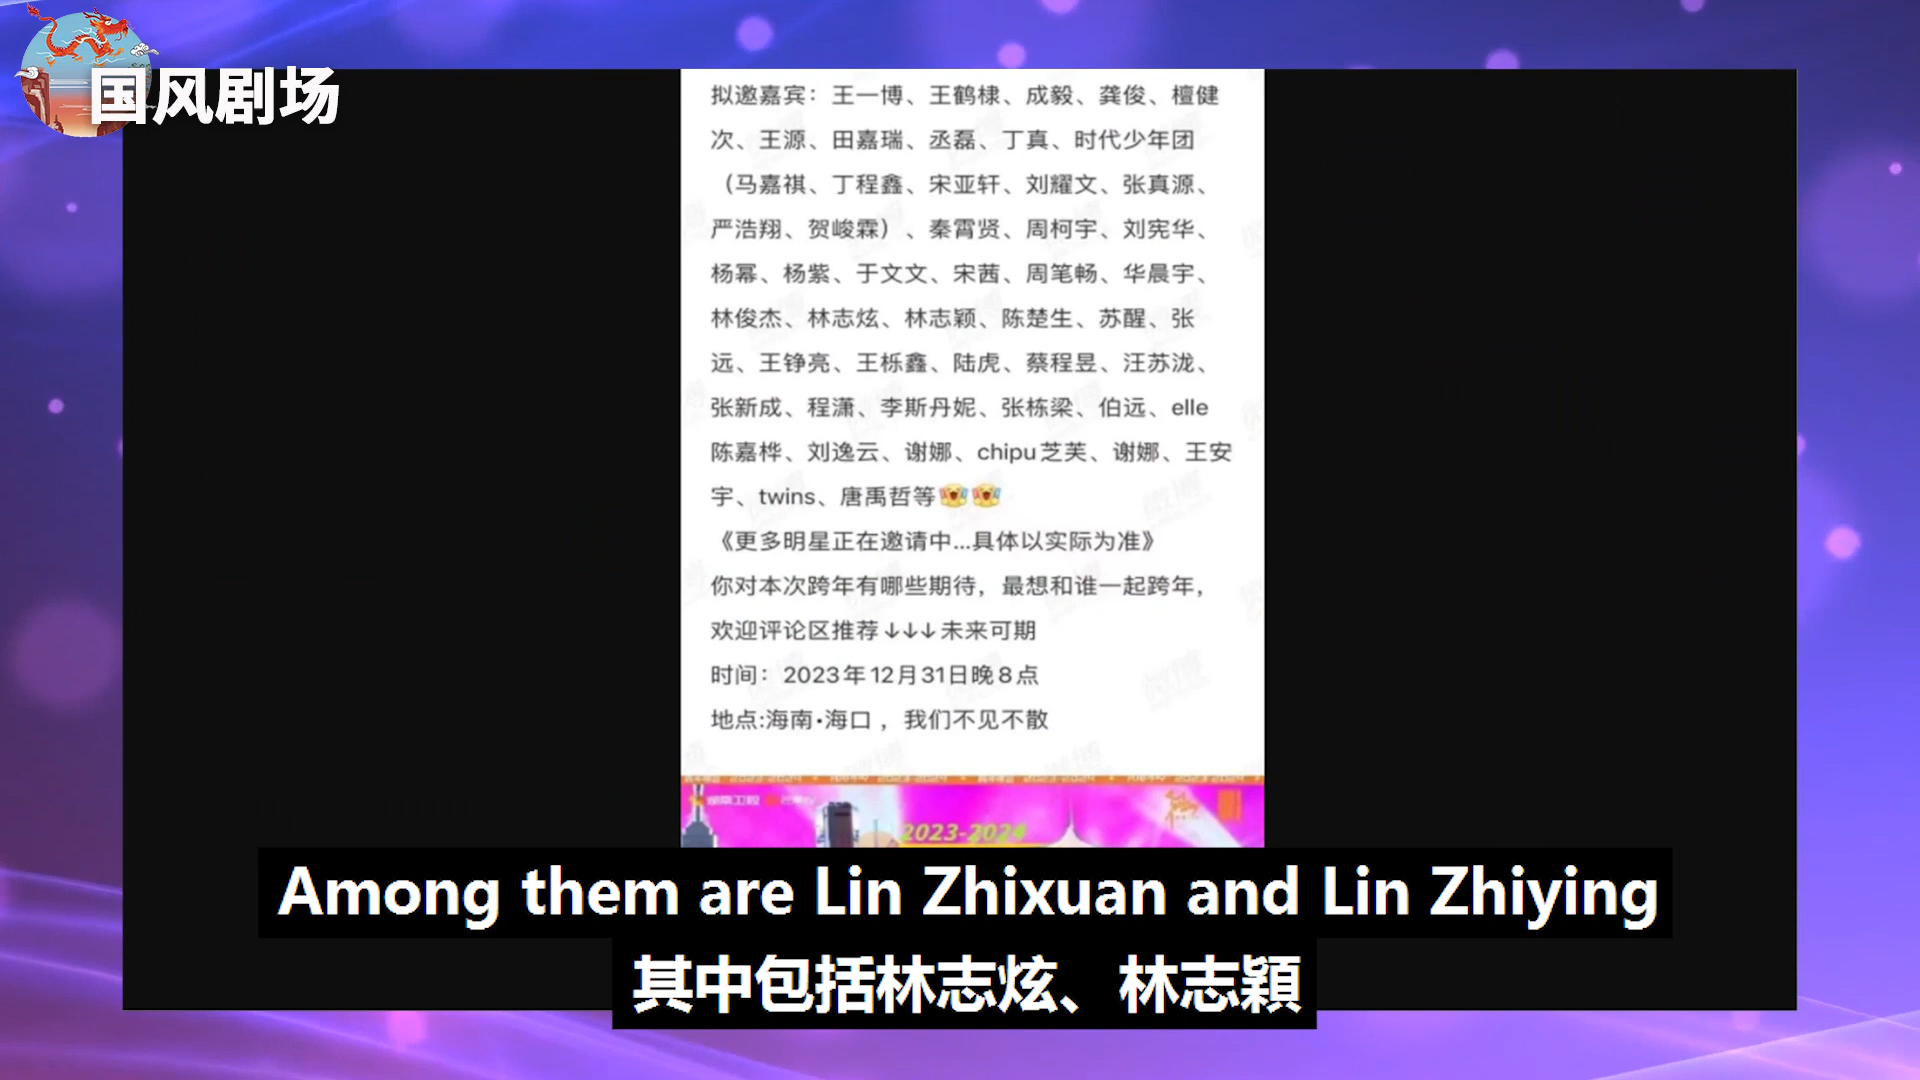 国风剧场
拟邀嘉宾：王一博、王鹤棣、成毅、龚俊、檀健
次、王源、田嘉瑞、丞磊、丁真、时代少年团
（马嘉祺、丁程鑫、宋亚轩、刘耀文、张真源、
严浩翔、贺峻霖）、秦霄贤、周柯宇、刘宪华、
杨幂、杨紫、于文文、宋茜、周笔畅、华晨宇、
林俊杰、林志炫、林志颖、陈楚生、苏醒、张
远、王铮亮、王栎鑫、陆虎、蔡程昱、汪苏泷、
张新成、程潇、李斯丹妮、张栋梁、伯远、elle
陈嘉桦、刘逸云、谢娜、chipu芝芙、谢娜、王安
宇、twins、唐禹哲等
《更多明星正在邀请中...具体以实际为准》
你对本次跨年有哪些期待，最想和谁一起跨年，
欢迎评论区推荐↓↓↓未来可期
时间：2023年12月31日晚8点
地点:海南•海口 ，我们不见不散
2023-2024
Among them are Lin Zhixuan and Lin Zhiying
其中包括林志炫、林志穎